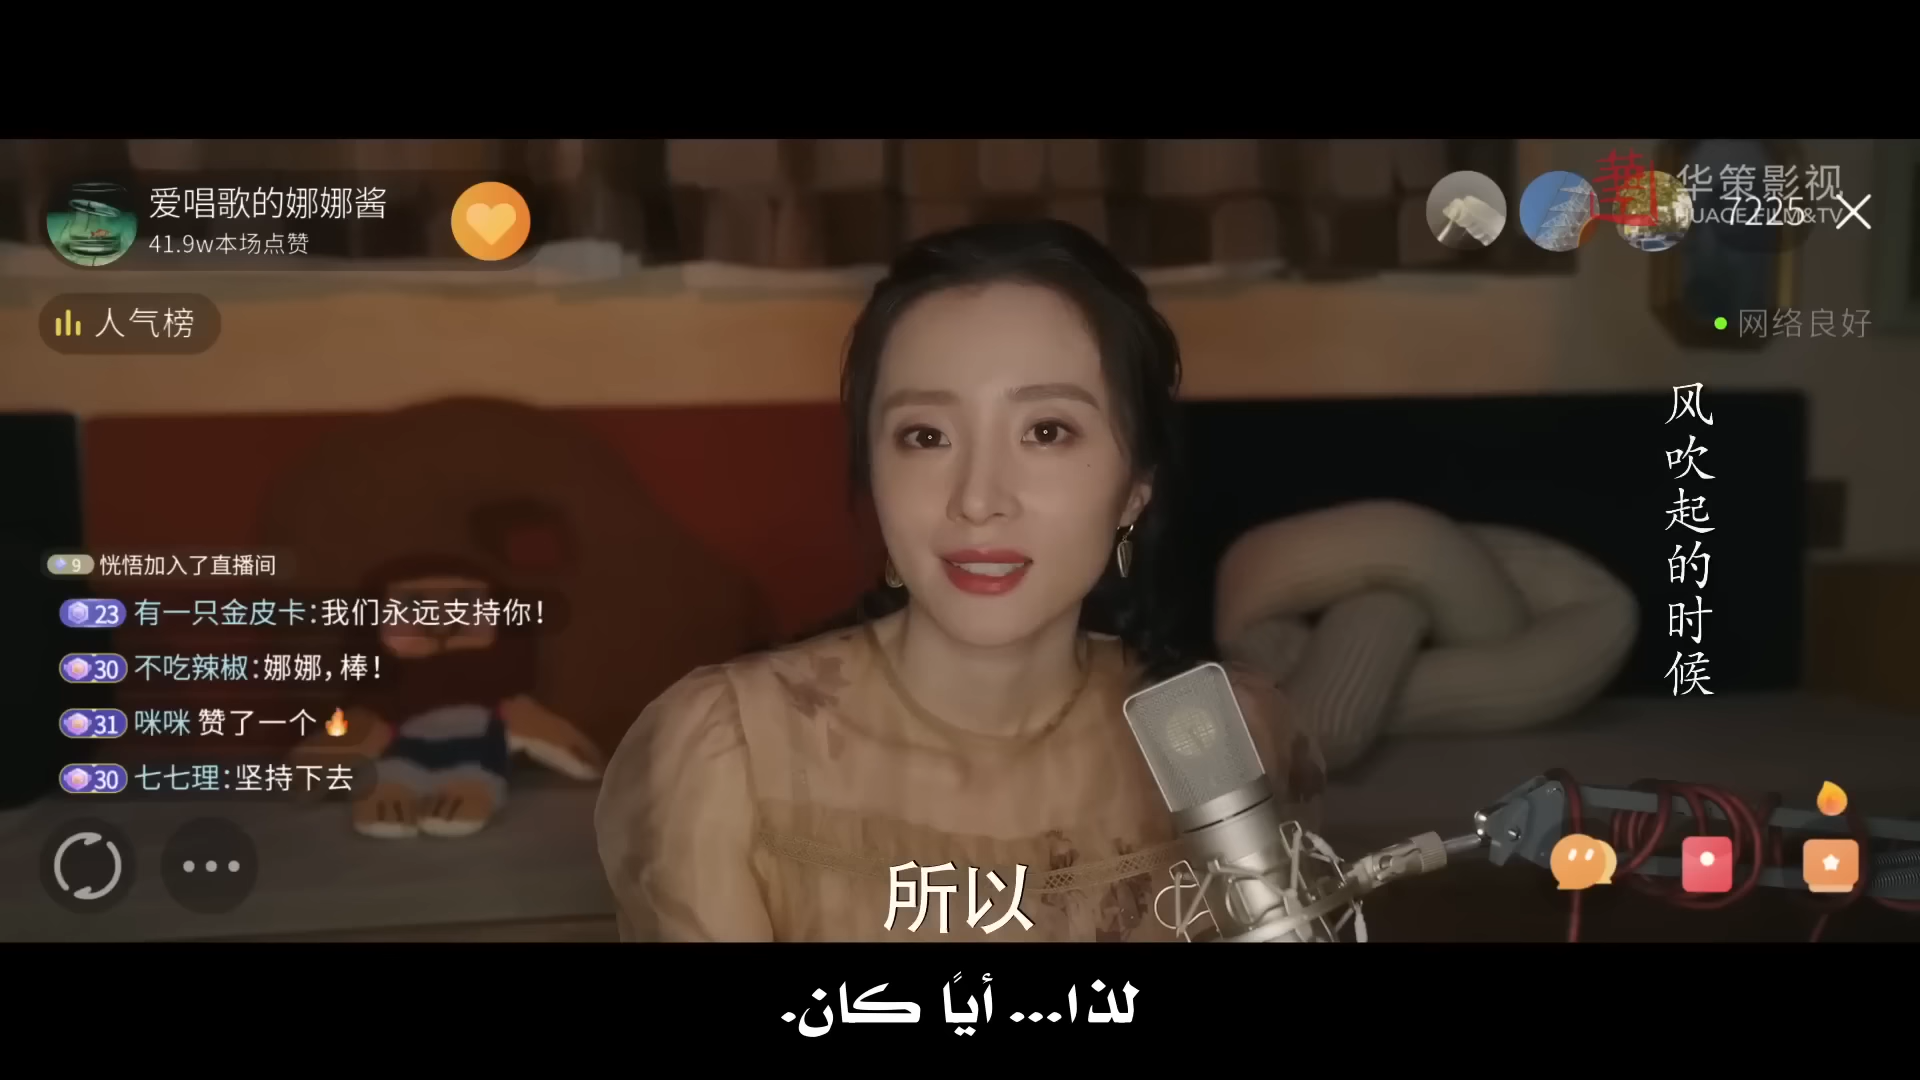 爱唱歌的娜娜酱
41.9w本场点赞
华策影视
HUACE FILM&TV
7225
人气榜
网络良好
风吹起的时候
9 恍悟加入了直播间
23 有一只金皮卡:我们永远支持你!
30 不吃辣椒:娜娜,棒!
31 咪咪 赞了一个🔥
30 七七理:坚持下去
所以
لذا... أيًا كان.